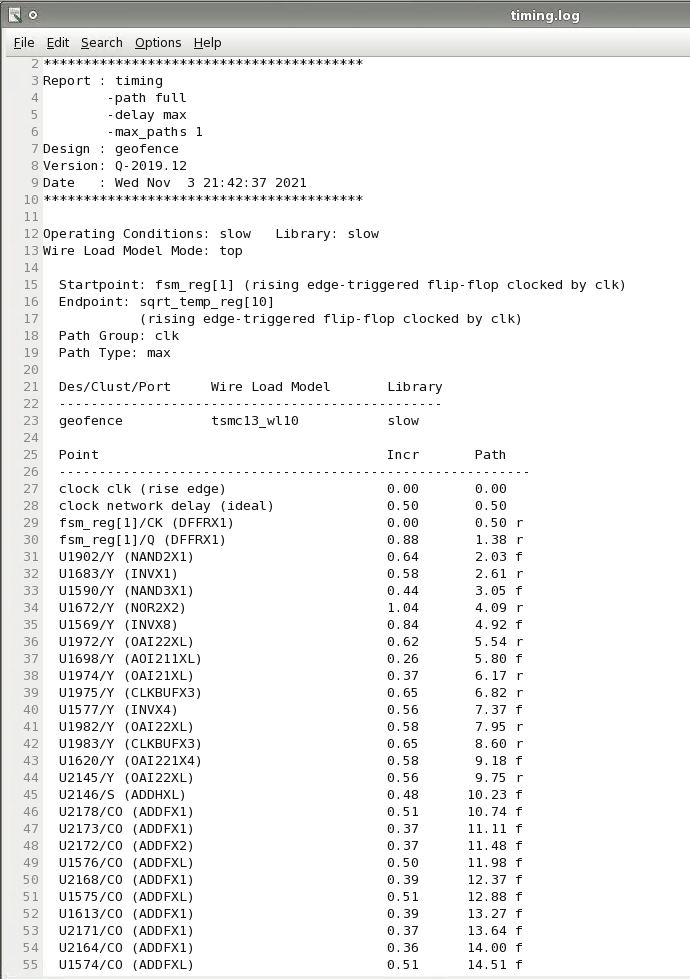 timing.log
File Edit Search Options Help
2 ****************************************
3 Report : timing
4         -path full
5         -delay max
6         -max_paths 1
7 Design : geofence
8 Version: Q-2019.12
9 Date   : Wed Nov  3 21:42:37 2021
10 ****************************************
11
12 Operating Conditions: slow   Library: slow
13 Wire Load Model Mode: top
14
15   Startpoint: fsm_reg[1] (rising edge-triggered flip-flop clocked by clk)
16   Endpoint: sqrt_temp_reg[10]
17             (rising edge-triggered flip-flop clocked by clk)
18   Path Group: clk
19   Path Type: max
20
21   Des/Clust/Port     Wire Load Model       Library
22   ------------------------------------------------
23   geofence           tsmc13_wl10           slow
24
25   Point                                    Incr       Path
26   -----------------------------------------------------------
27   clock clk (rise edge)                    0.00       0.00
28   clock network delay (ideal)              0.50       0.50
29   fsm_reg[1]/CK (DFFRX1)                   0.00       0.50 r
30   fsm_reg[1]/Q (DFFRX1)                    0.88       1.38 r
31   U1902/Y (NAND2X1)                        0.64       2.03 f
32   U1683/Y (INVX1)                          0.58       2.61 r
33   U1590/Y (NAND3X1)                        0.44       3.05 f
34   U1672/Y (NOR2X2)                         1.04       4.09 r
35   U1569/Y (INVX8)                          0.84       4.92 f
36   U1972/Y (OAI22XL)                        0.62       5.54 r
37   U1698/Y (AOI211XL)                       0.26       5.80 f
38   U1974/Y (OAI21XL)                        0.37       6.17 r
39   U1975/Y (CLKBUFX3)                       0.65       6.82 r
40   U1577/Y (INVX4)                          0.56       7.37 f
41   U1982/Y (OAI22XL)                        0.58       7.95 r
42   U1983/Y (CLKBUFX3)                       0.65       8.60 r
43   U1620/Y (OAI221X4)                       0.58       9.18 f
44   U2145/Y (OAI22XL)                        0.56       9.75 r
45   U2146/S (ADDHXL)                         0.48      10.23 f
46   U2178/CO (ADDFX1)                        0.51      10.74 f
47   U2173/CO (ADDFX1)                        0.37      11.11 f
48   U2172/CO (ADDFX2)                        0.37      11.48 f
49   U1576/CO (ADDFXL)                        0.50      11.98 f
50   U2168/CO (ADDFX1)                        0.39      12.37 f
51   U1575/CO (ADDFXL)                        0.51      12.88 f
52   U1613/CO (ADDFX1)                        0.39      13.27 f
53   U2171/CO (ADDFX1)                        0.37      13.64 f
54   U2164/CO (ADDFX1)                        0.36      14.00 f
55   U1574/CO (ADDFXL)                        0.51      14.51 f